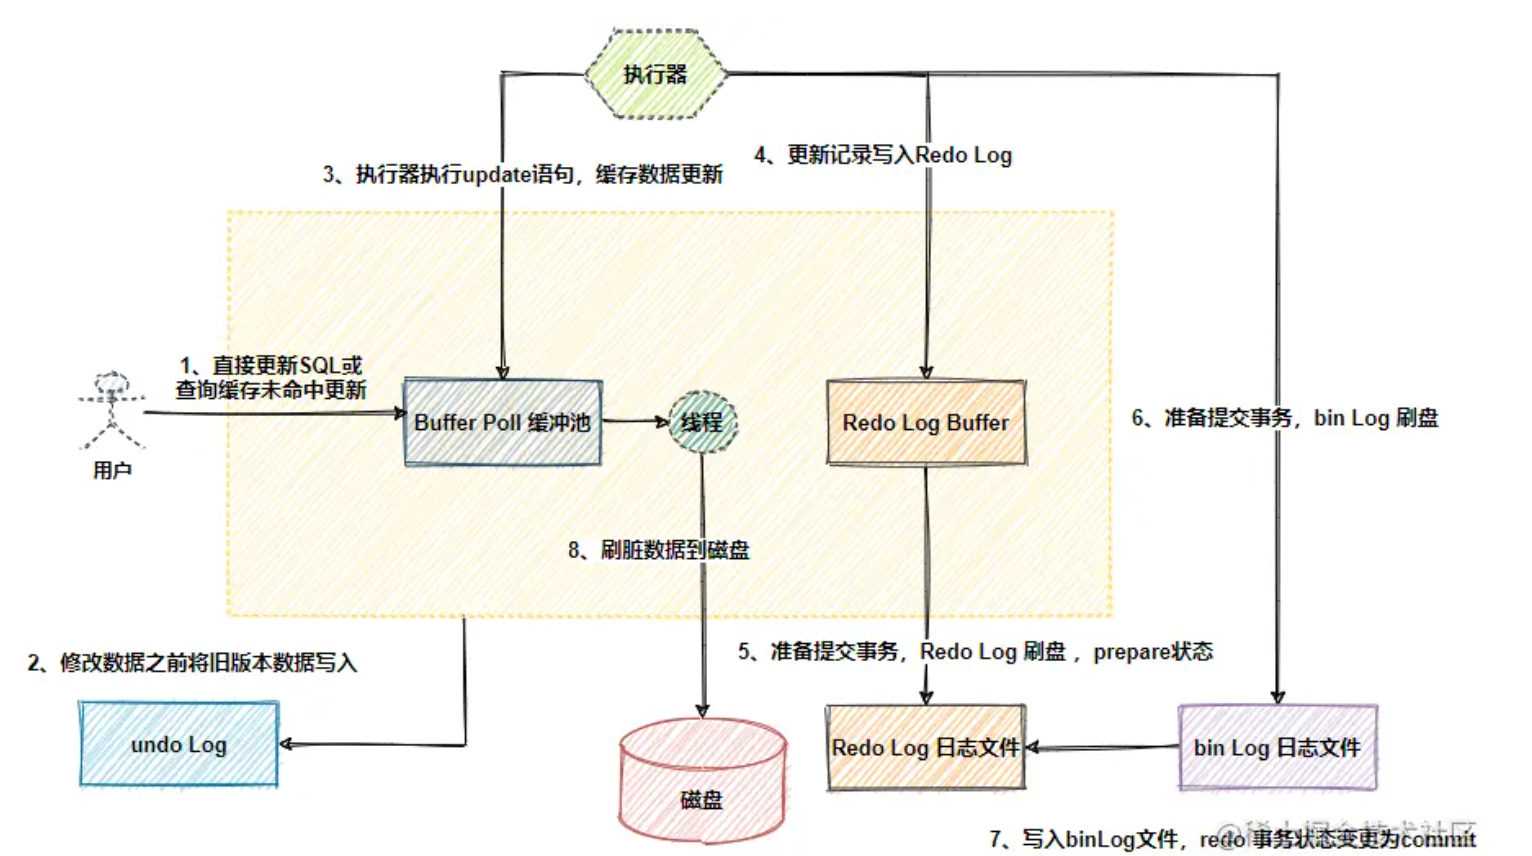 执行器
4、更新记录写入Redo Log
3、执行器执行update语句，缓存数据更新
1、直接更新SQL或
查询缓存未命中更新
用户
Buffer Poll 缓冲池
线程
Redo Log Buffer
6、准备提交事务，bin Log 刷盘
8、刷脏数据到磁盘
5、准备提交事务，Redo Log 刷盘 ，prepare状态
2、修改数据之前将旧版本数据写入
undo Log
磁盘
Redo Log 日志文件
bin Log 日志文件
@稀土掘金技术社区
7、写入binLog文件，redo 事务状态变更为commit